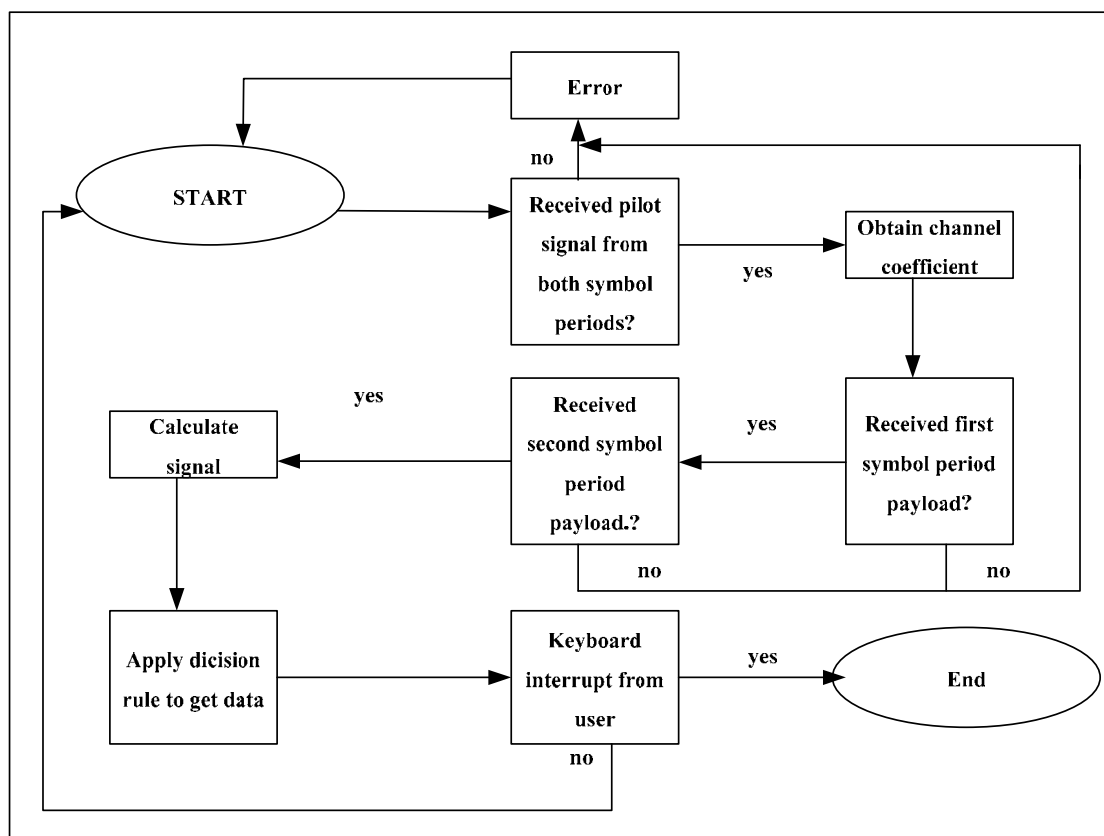 Error
no
START
Received pilot
signal from
both symbol
periods?
yes
Obtain channel
coefficient
yes
Calculate
signal
Received
second symbol
period
payload.?
yes
Received first
symbol period
payload?
no
no
Apply dicision
rule to get data
Keyboard
interrupt from
user
yes
End
no